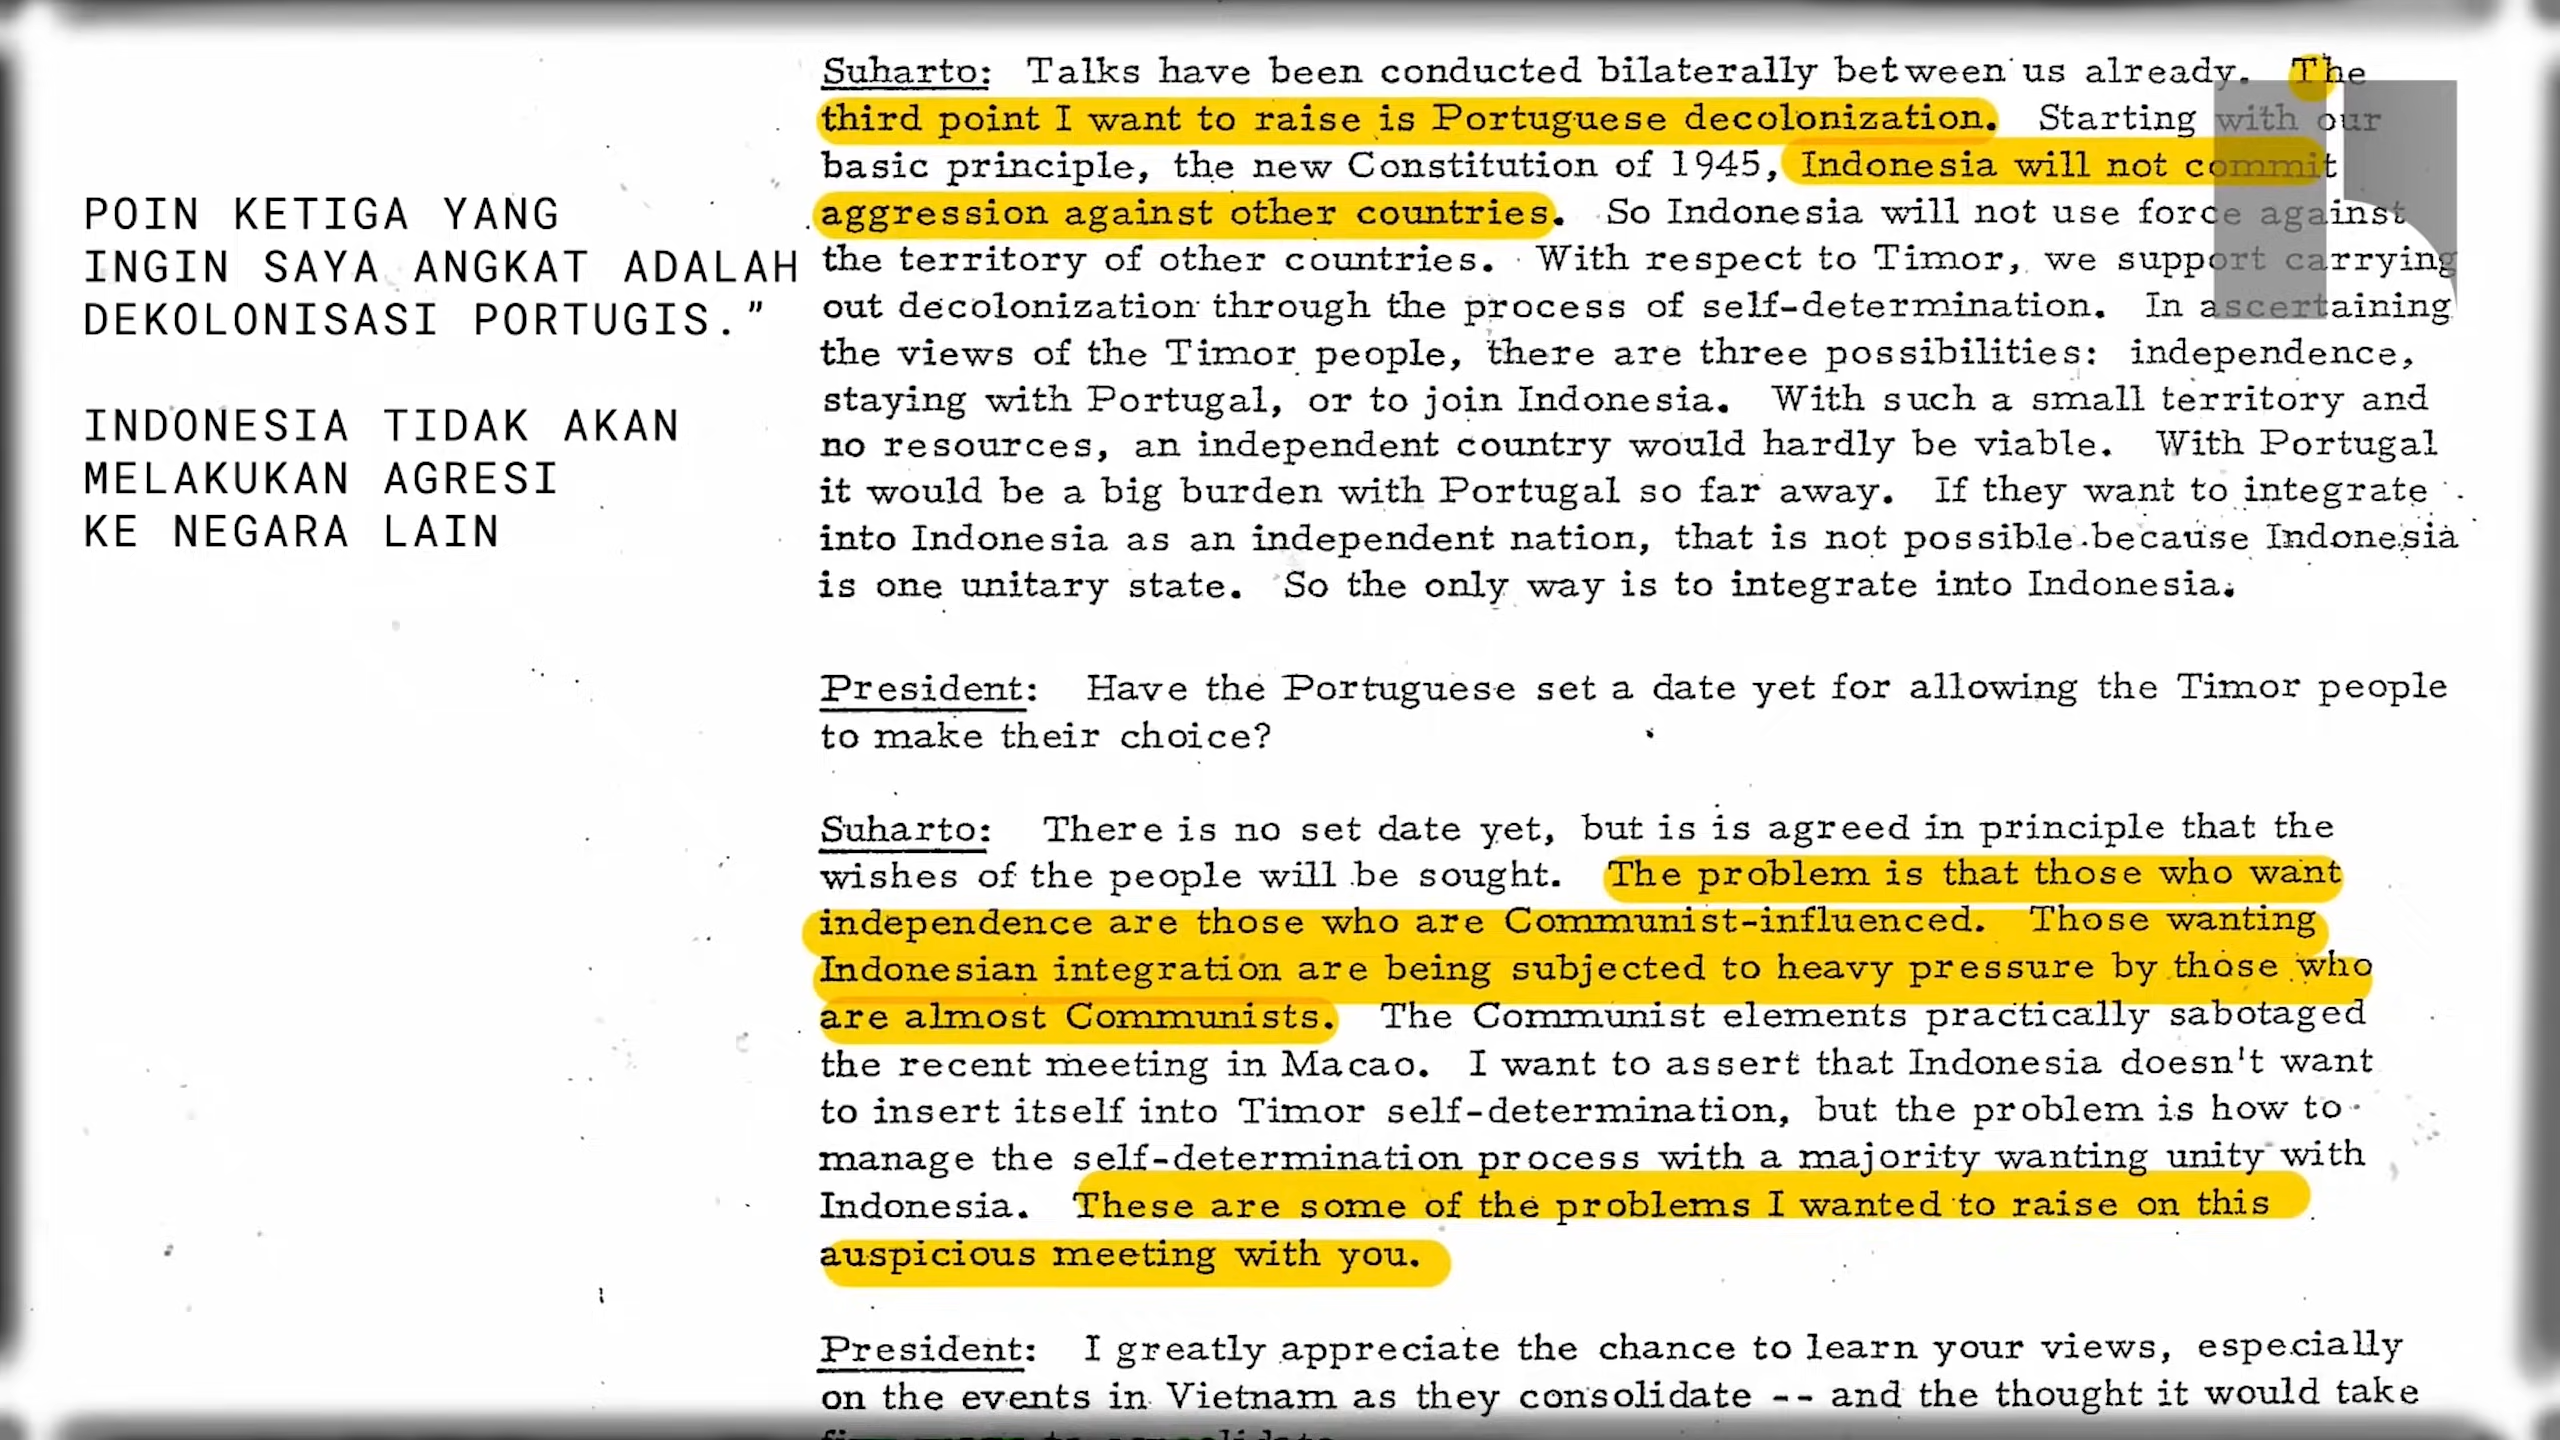 POIN KETIGA YANG
INGIN SAYA ANGKAT ADALAH
DEKOLONISASI PORTUGIS.”
INDONESIA TIDAK AKAN
MELAKUKAN AGRESI
KE NEGARA LAIN
Suharto: Talks have been conducted bilaterally between us already. The
third point I want to raise is Portuguese decolonization. Starting with our
basic principle, the new Constitution of 1945, Indonesia will not commit
aggression against other countries. So Indonesia will not use force against
the territory of other countries. With respect to Timor, we support carrying
out decolonization through the process of self-determination. In ascertaining
the views of the Timor people, there are three possibilities: independence,
staying with Portugal, or to join Indonesia. With such a small territory and
no resources, an independent country would hardly be viable. With Portugal
it would be a big burden with Portugal so far away. If they want to integrate
into Indonesia as an independent nation, that is not possible because Indonesia
is one unitary state. So the only way is to integrate into Indonesia.
President: Have the Portuguese set a date yet for allowing the Timor people
to make their choice?
Suharto: There is no set date yet, but is is agreed in principle that the
wishes of the people will be sought. The problem is that those who want
independence are those who are Communist-influenced. Those wanting
Indonesian integration are being subjected to heavy pressure by those who
are almost Communists. The Communist elements practically sabotaged
the recent meeting in Macao. I want to assert that Indonesia doesn't want
to insert itself into Timor self-determination, but the problem is how to
manage the self-determination process with a majority wanting unity with
Indonesia. These are some of the problems I wanted to raise on this
auspicious meeting with you.
President: I greatly appreciate the chance to learn your views, especially
on the events in Vietnam as they consolidate -- and the thought it would take